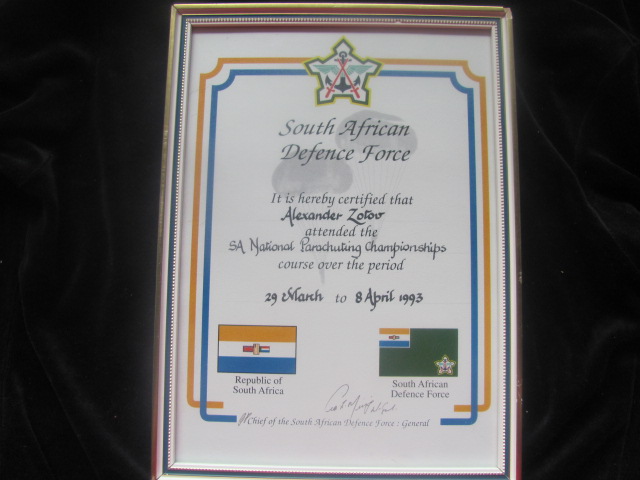 South African
Defence Force
It is hereby certified that
Alexander Zotov
attended the
SA National Parachuting Championships
course over the period
29 March to 8 April 1993
Republic of
South Africa
South African
Defence Force
Chief of the South African Defence Force : General